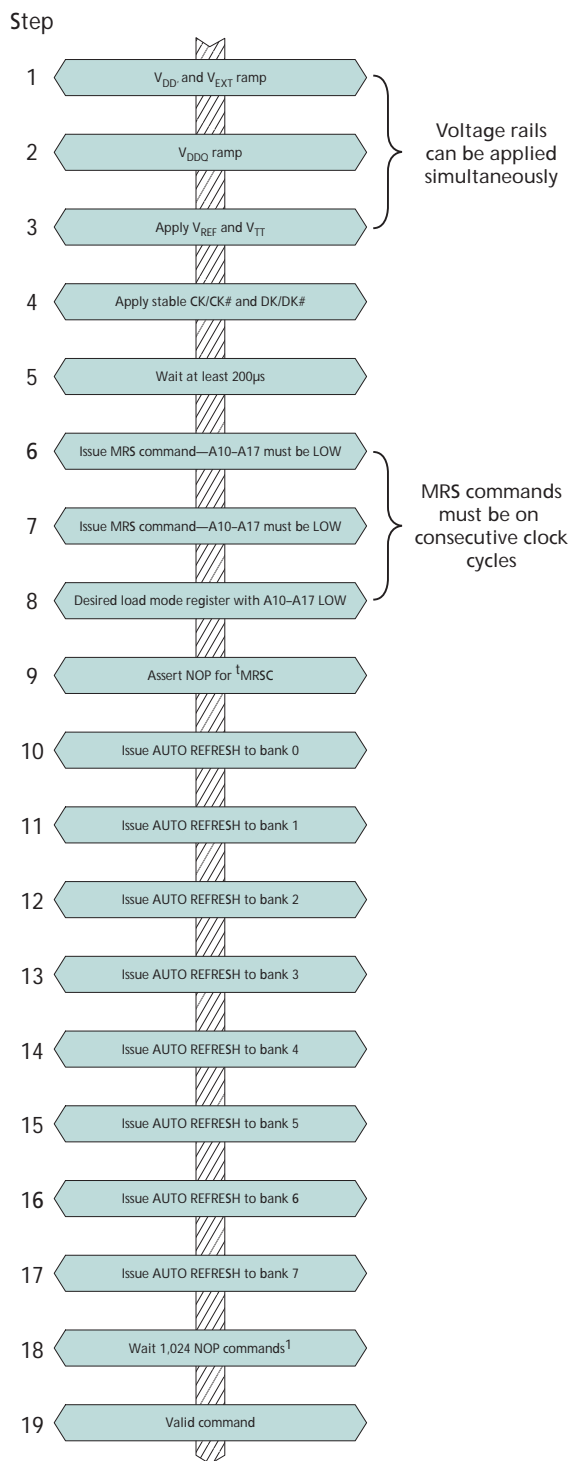 Step
1
V_DD, and V_EXT ramp
2
V_DDQ ramp
3
Apply V_REF and V_TT
Voltage rails
can be applied
simultaneously
4
Apply stable CK/CK# and DK/DK#
5
Wait at least 200µs
6
Issue MRS command—A10–A17 must be LOW
7
Issue MRS command—A10–A17 must be LOW
8
Desired load mode register with A10–A17 LOW
MRS commands
must be on
consecutive clock
cycles
9
Assert NOP for ᵗMRSC
10
Issue AUTO REFRESH to bank 0
11
Issue AUTO REFRESH to bank 1
12
Issue AUTO REFRESH to bank 2
13
Issue AUTO REFRESH to bank 3
14
Issue AUTO REFRESH to bank 4
15
Issue AUTO REFRESH to bank 5
16
Issue AUTO REFRESH to bank 6
17
Issue AUTO REFRESH to bank 7
18
Wait 1,024 NOP commands¹
19
Valid command